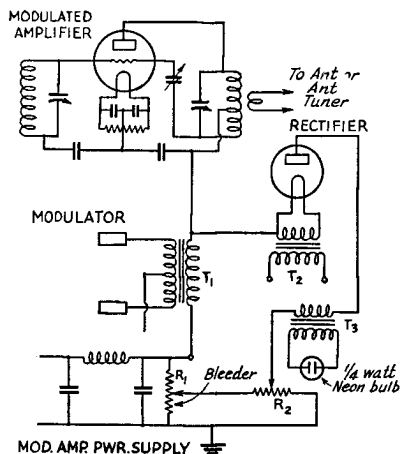 MODULATED
AMPLIFIER
To Ant or
Ant
Tuner
RECTIFIER
MODULATOR
T1
T2
T3
1/4 watt
Neon bulb
R1
Bleeder
R2
MOD. AMP. PWR. SUPPLY